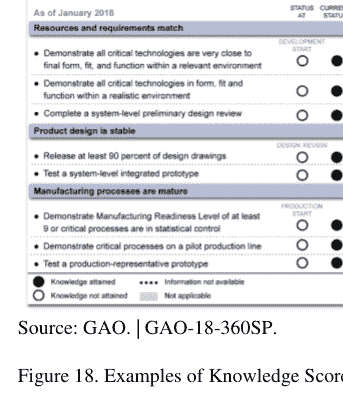 STATUS CURRE
As of January 2018 AT STATU
Resources and requirements match
DEVELOPMENT
START
• Demonstrate all critical technologies are very close to
final form, fit, and function within a relevant environment
• Demonstrate all critical technologies in form, fit and
function within a realistic environment
• Complete a system-level preliminary design review
Product design is stable
DESIGN REVIEW
• Release at least 90 percent of design drawings
• Test a system-level integrated prototype
Manufacturing processes are mature
PRODUCTION
START
• Demonstrate Manufacturing Readiness Level of at least
9 or critical processes are in statistical control
• Demonstrate critical processes on a pilot production line
• Test a production-representative prototype
Knowledge attained Information not available
Knowledge not attained Not applicable
Source: GAO. | GAO-18-360SP.
Figure 18. Examples of Knowledge Score